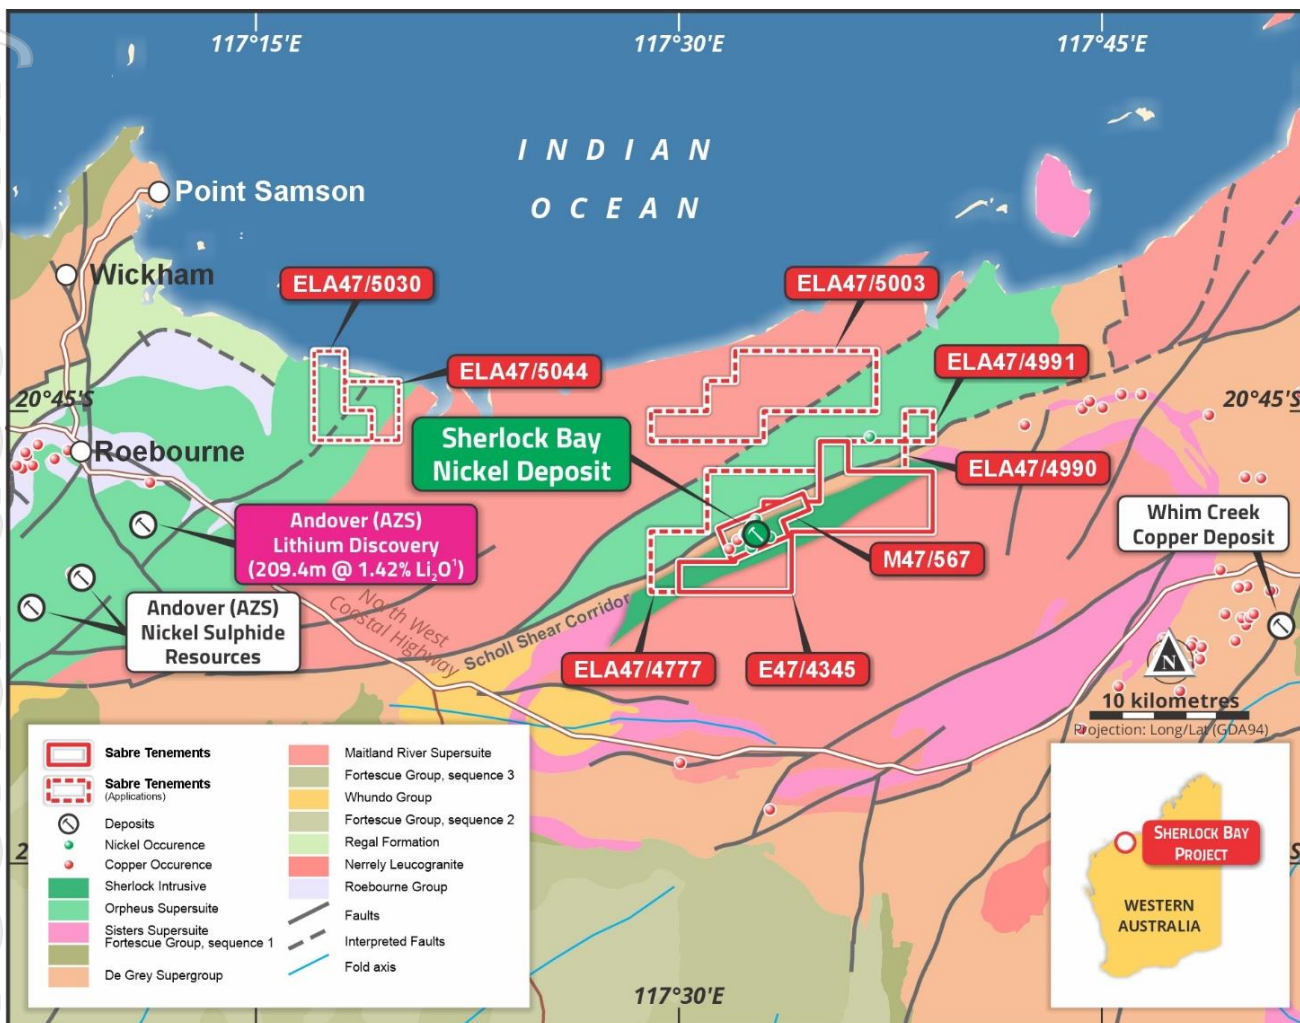 117°15'E
117°30'E
117°45'E
INDIAN
OCEAN
Point Samson
Wickham
ELA47/5030
ELA47/5003
ELA47/5044
ELA47/4991
20°45'S
20°45'S
Sherlock Bay
Nickel Deposit
Roebourne
ELA47/4990
Andover (AZS)
Lithium Discovery
(209.4m @ 1.42% Li₂O¹)
Whim Creek
Copper Deposit
M47/567
Andover (AZS)
Nickel Sulphide
Resources
North West
Coastal Highway
Scholl Shear Corridor
ELA47/4777
E47/4345
N
10 kilometres
Projection: Long/Lat (GDA94)
Sabre Tenements
Sabre Tenements
(Applications)
Deposits
Nickel Occurence
Copper Occurence
Sherlock Intrusive
Orpheus Supersuite
Sisters Supersuite
Fortescue Group, sequence 1
De Grey Supergroup
Maitland River Supersuite
Fortescue Group, sequence 3
Whundo Group
Fortescue Group, sequence 2
Regal Formation
Nerrely Leucogranite
Roebourne Group
Faults
Interpreted Faults
Fold axis
2
S
Sherlock Bay
Project
WESTERN
AUSTRALIA
117°30'E